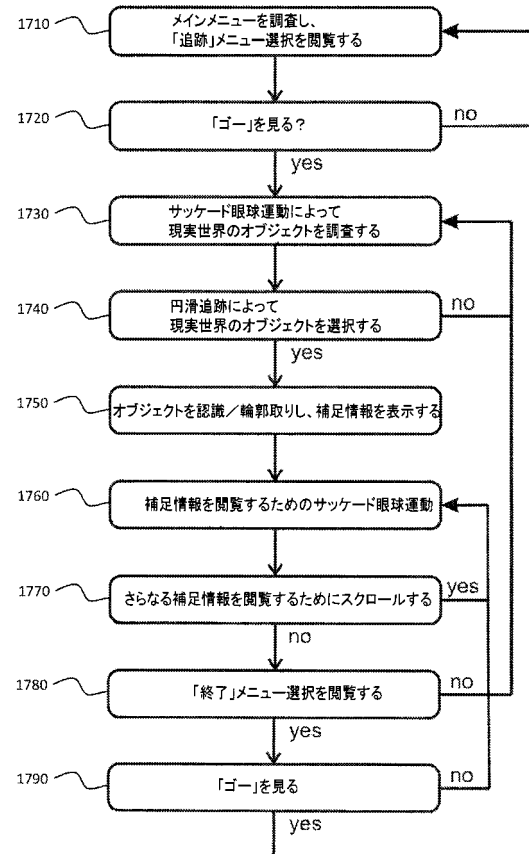 1710
メインメニューを調査し、
「追跡」メニュー選択を閲覧する
1720
「ゴー」を見る?
no
yes
1730
サッケード眼球運動によって
現実世界のオブジェクトを調査する
1740
円滑追跡によって
現実世界のオブジェクトを選択する
no
yes
1750
オブジェクトを認識／輪郭取りし、補足情報を表示する
1760
補足情報を閲覧するためのサッケード眼球運動
1770
さらなる補足情報を閲覧するためにスクロールする
yes
no
1780
「終了」メニュー選択を閲覧する
no
yes
1790
「ゴー」を見る
no
yes